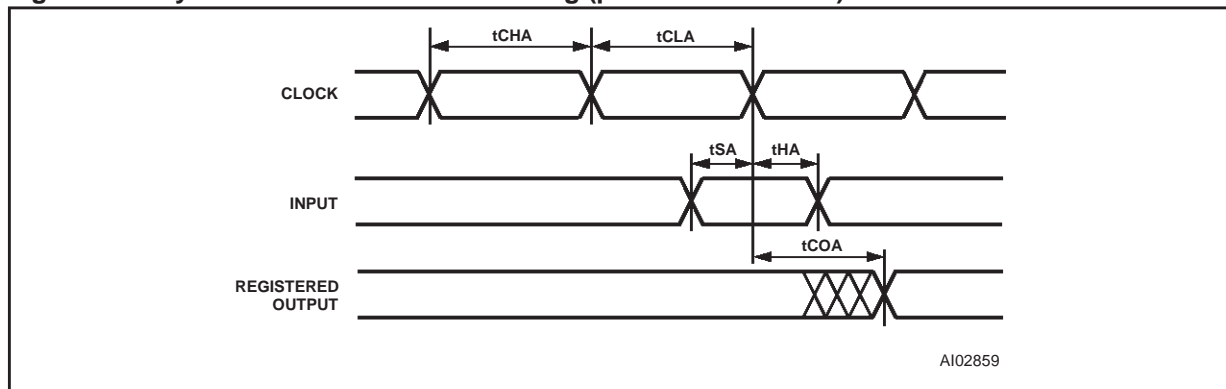 tCHA tCLA
CLOCK
tSA tHA
INPUT
tCOA
REGISTERED
OUTPUT
AI02859